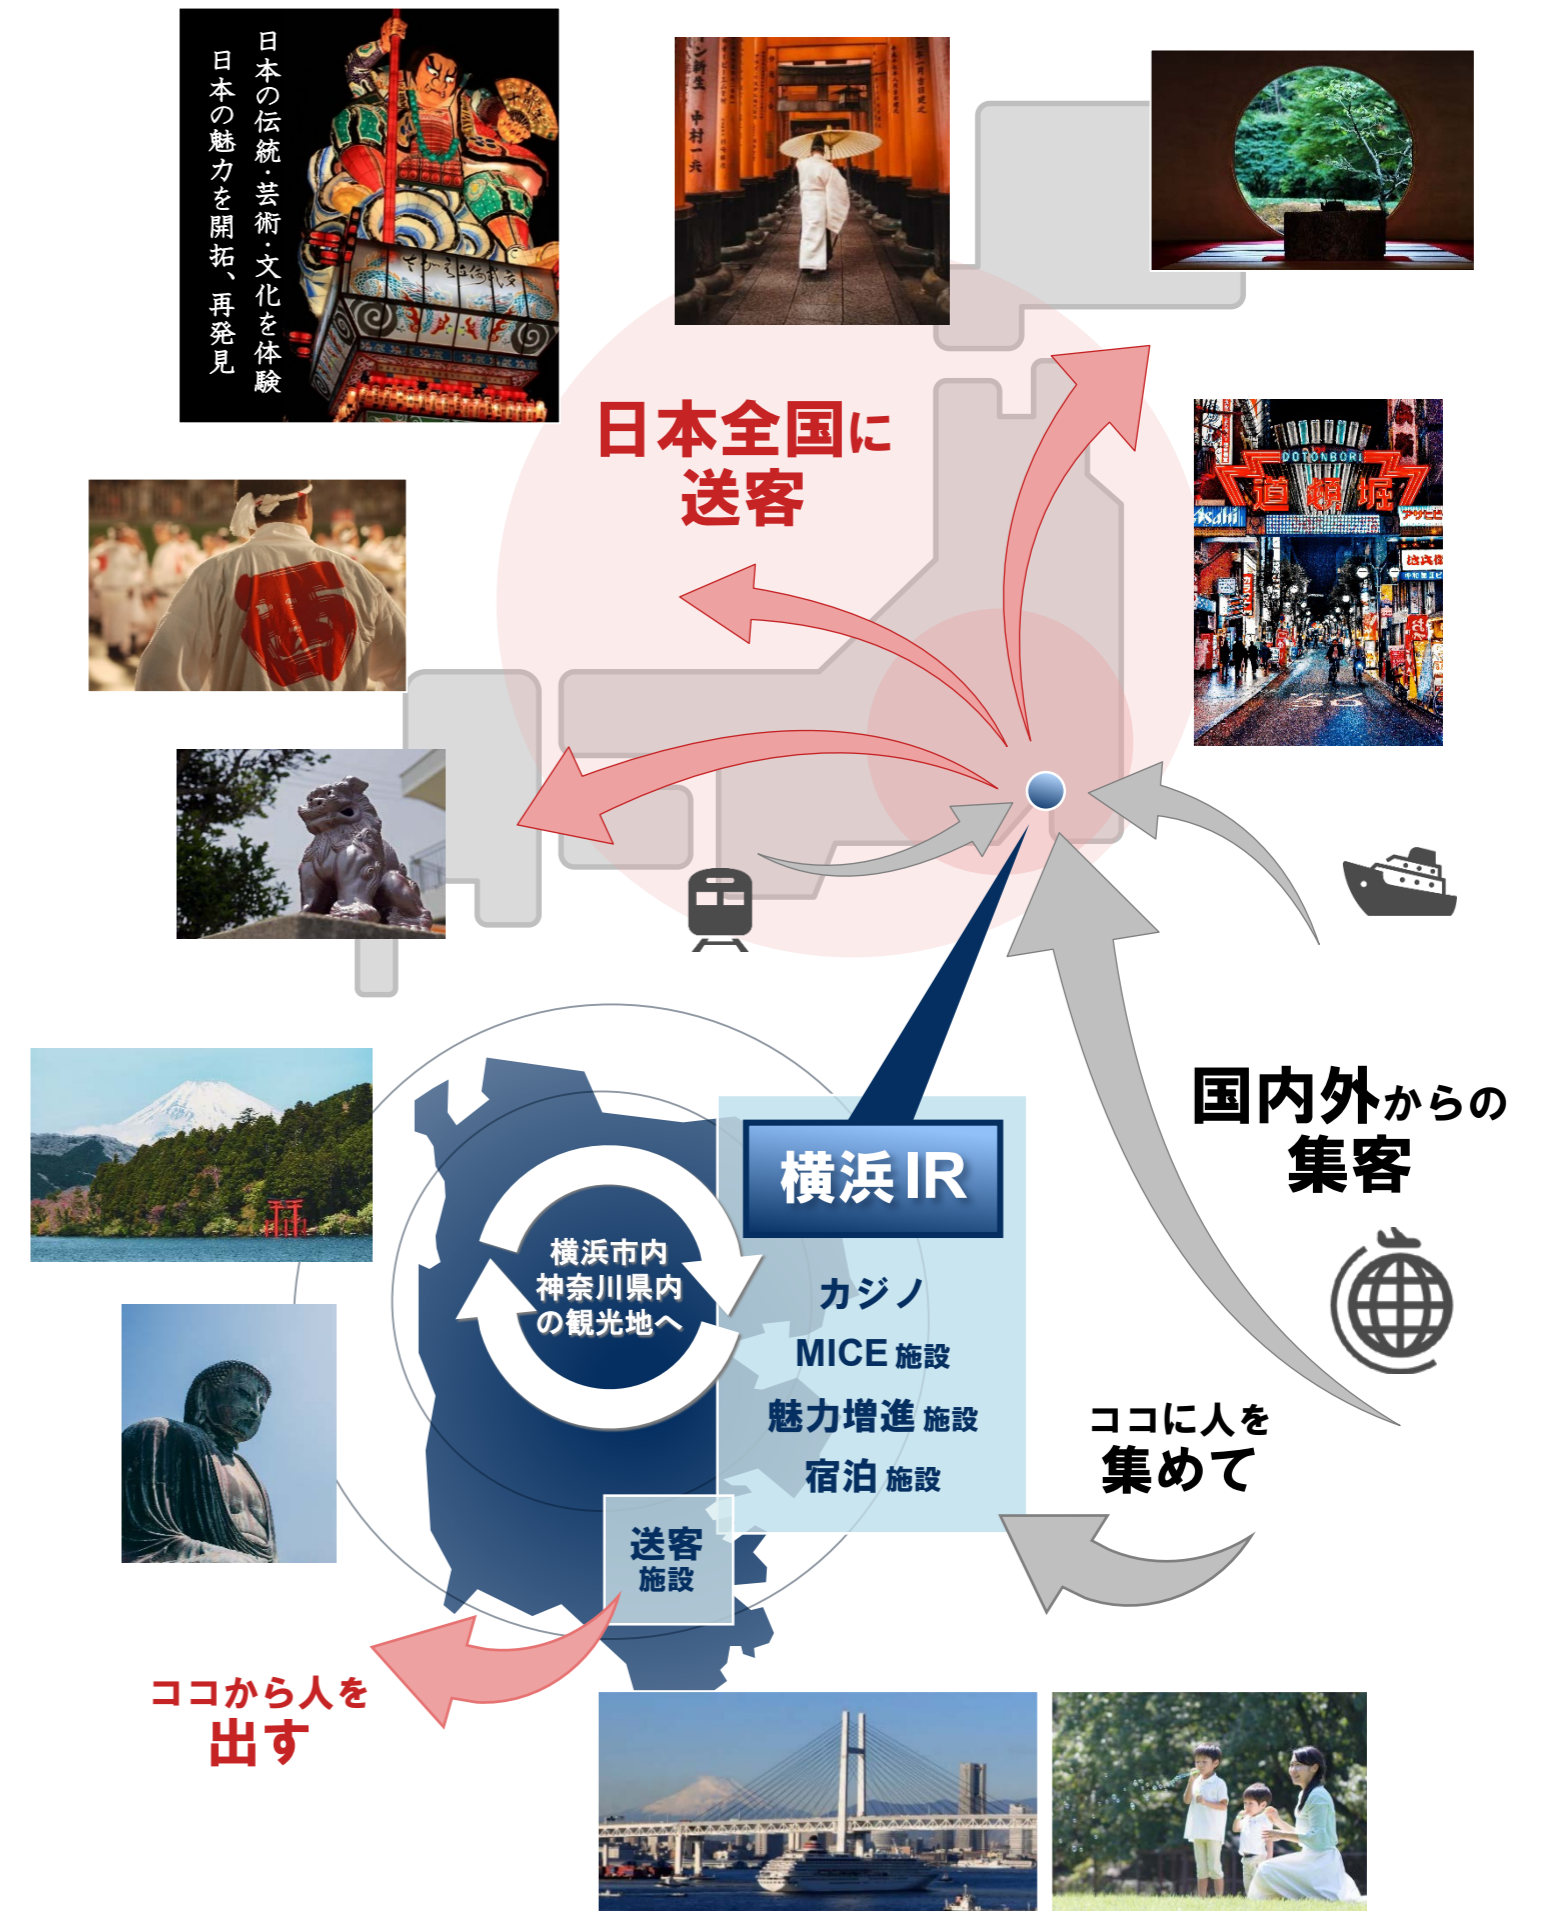 日本の伝統・芸術・文化を体験
日本の魅力を開拓、再発見
中村一夫
日本全国に
送客
DOTONBORI
道頓堀
Asahi
国内外からの
集客
横浜IR
横浜市内
神奈川県内
の観光地へ
カジノ
MICE 施設
魅力増進 施設
宿泊 施設
ココに人を
集めて
送客
施設
ココから人を
出す